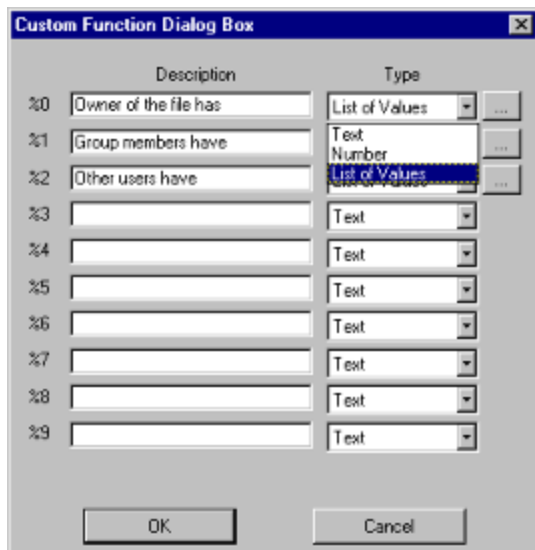 Custom Function Dialog Box
Description Type
%0 Owner of the file has List of Values ...
%1 Group members have Text ...
Number
%2 Other users have List of Values ...
%3 Text
%4 Text
%5 Text
%6 Text
%7 Text
%8 Text
%9 Text
OK Cancel